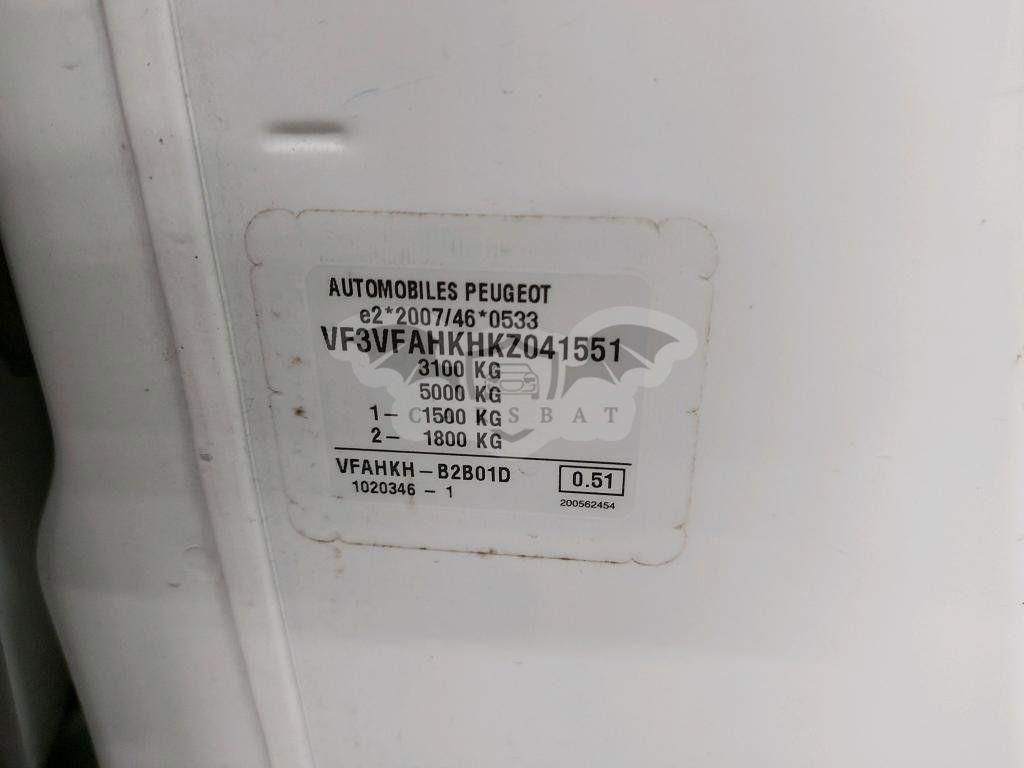 AUTOMOBILES PEUGEOT
e2*2007/46*0533
VF3VFAHKHKZ041551
3100 KG
5000 KG
1- 1500 KG
2- 1800 KG
VFAHKH-B2B01D
0.51
1020346 - 1
200562454